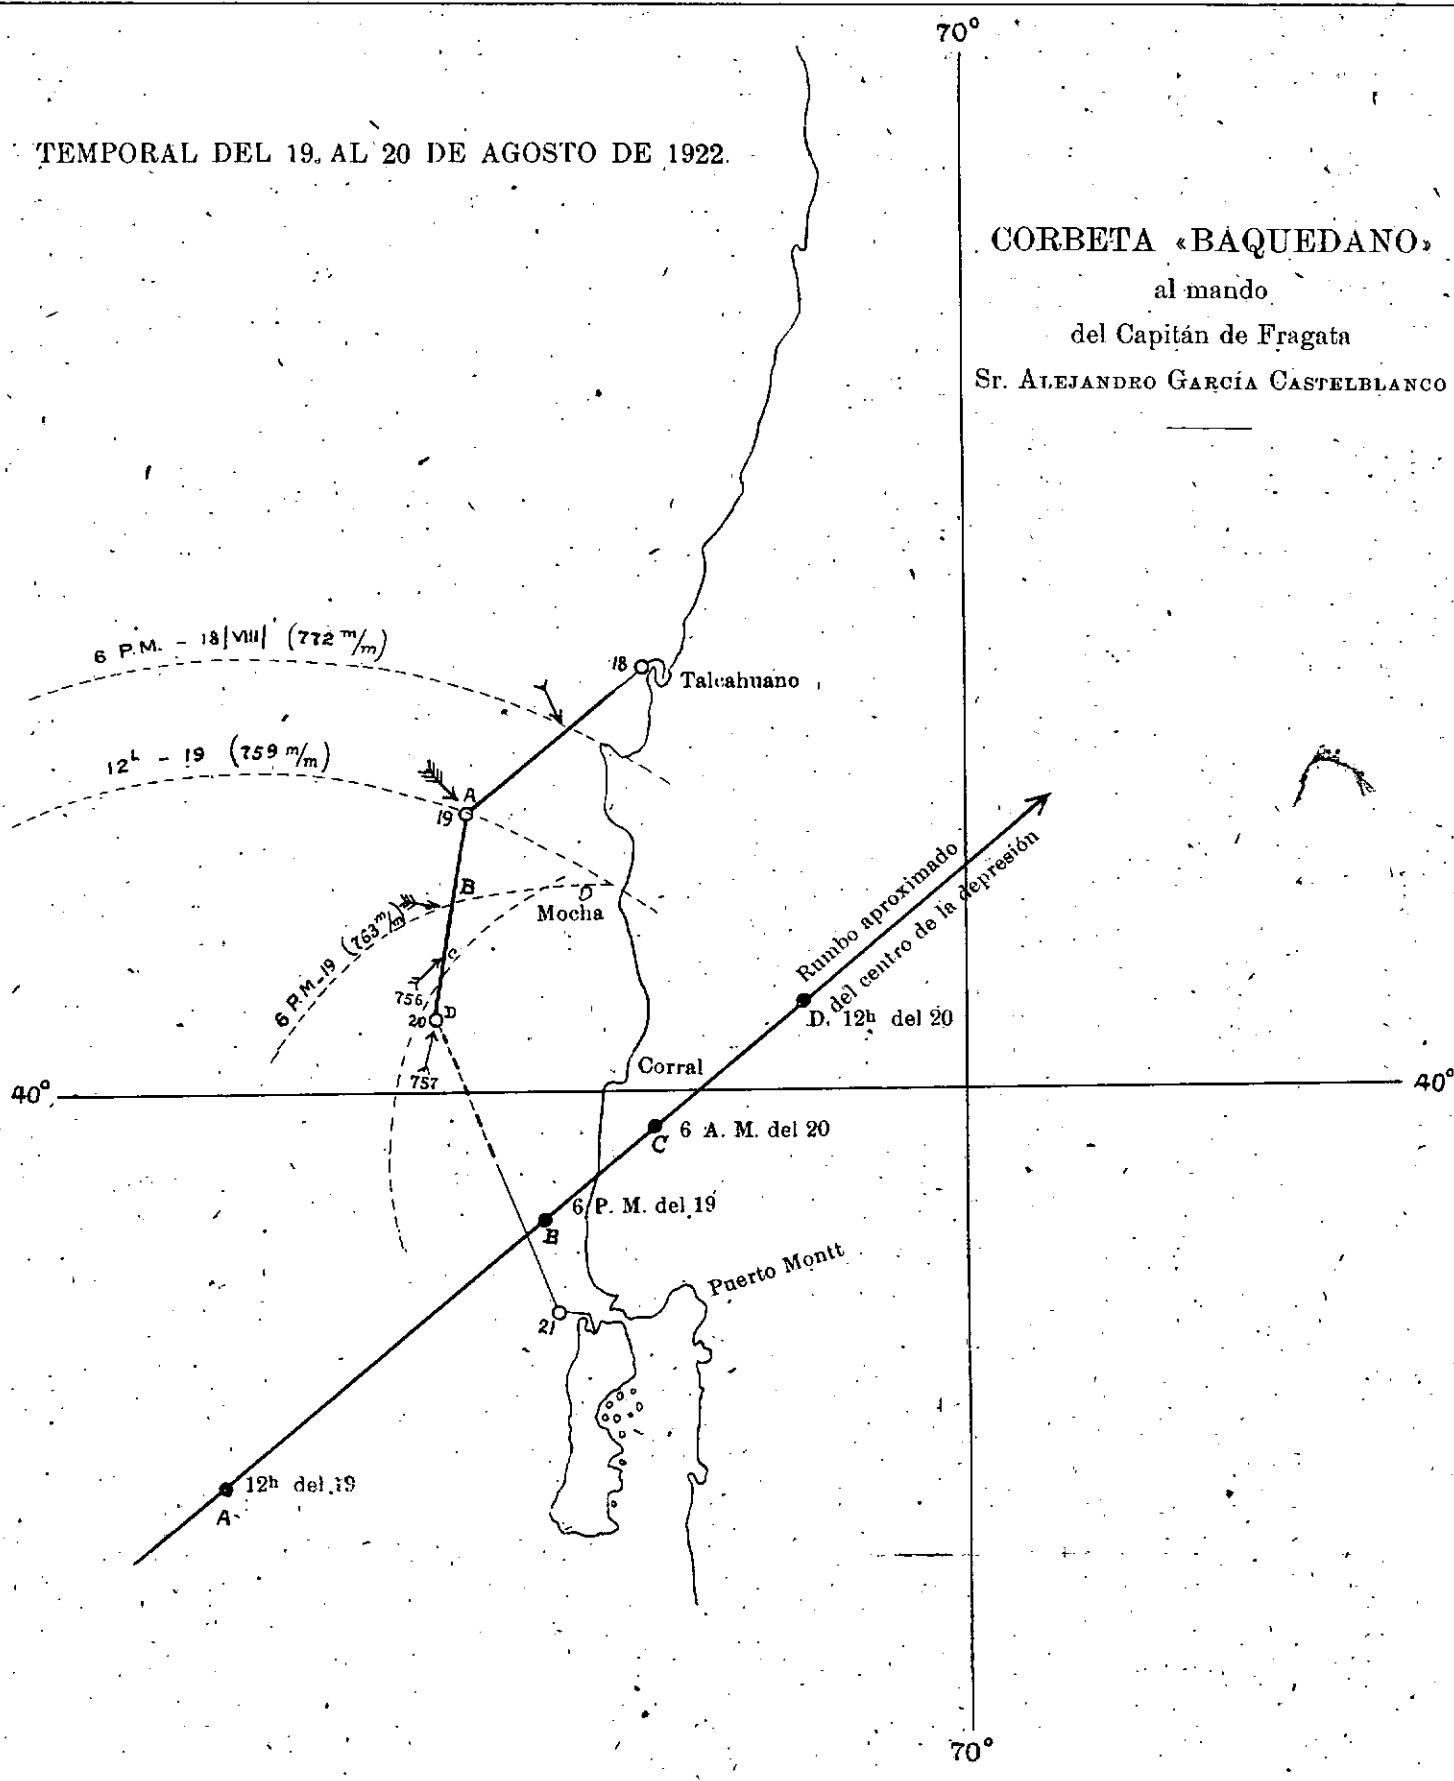 70°
TEMPORAL DEL 19 AL 20 DE AGOSTO DE 1922.
CORBETA «BAQUEDANO»
al mando
del Capitán de Fragata
Sr. ALEJANDRO GARCÍA CASTELBLANCO
6 P.M. - 18|VIII| (772 m/m)
18
Talcahuano
12h - 19 (759 m/m)
A
19
B
Mocha
6 P.M-19 (763 m/m)
C
756
20 D
757
Rumbo aproximado
del centro de la depresión
D. 12h del 20
Corral
40°
40°
C
6 A. M. del 20
6 P. M. del 19
B
Puerto Montt
21
12h del 19
A
70°